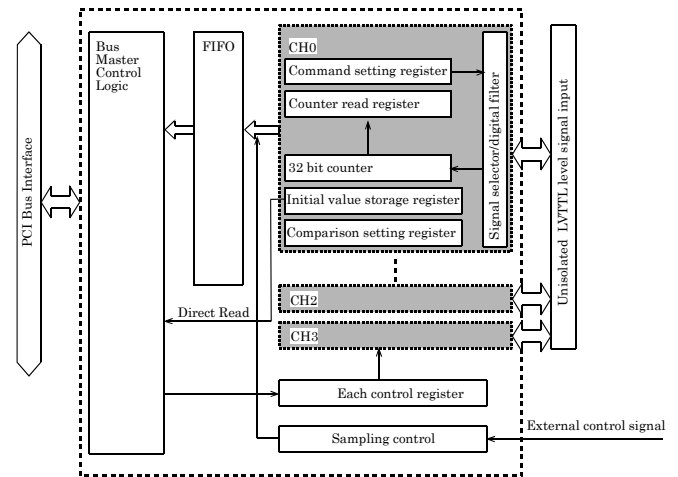 PCI Bus Interface
Bus
Master
Control
Logic
FIFO
CH0
Command setting register
Counter read register
32 bit counter
Initial value storage register
Comparison setting register
Signal selector/digital filter
Unisolated LVTTL level signal input
CH2
Direct Read
CH3
Each control register
Sampling control
External control signal